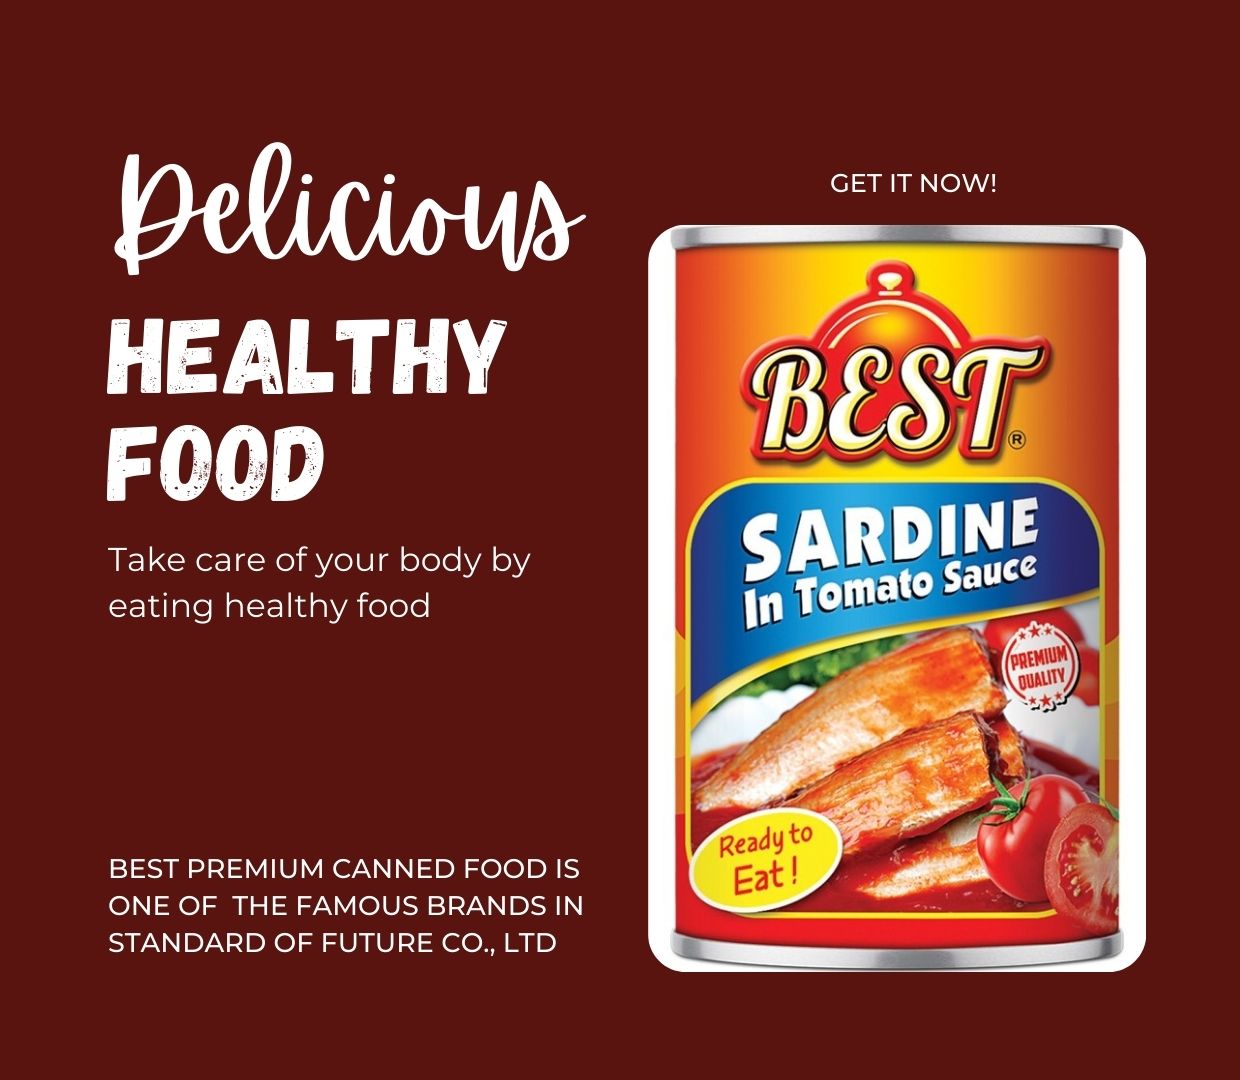 Delicious
HEALTHY
FOOD
Take care of your body by
eating healthy food
BEST PREMIUM CANNED FOOD IS
ONE OF  THE FAMOUS BRANDS IN
STANDARD OF FUTURE CO., LTD
GET IT NOW!
BEST®
SARDINE
In Tomato Sauce
PREMIUM
QUALITY
Ready to
Eat !